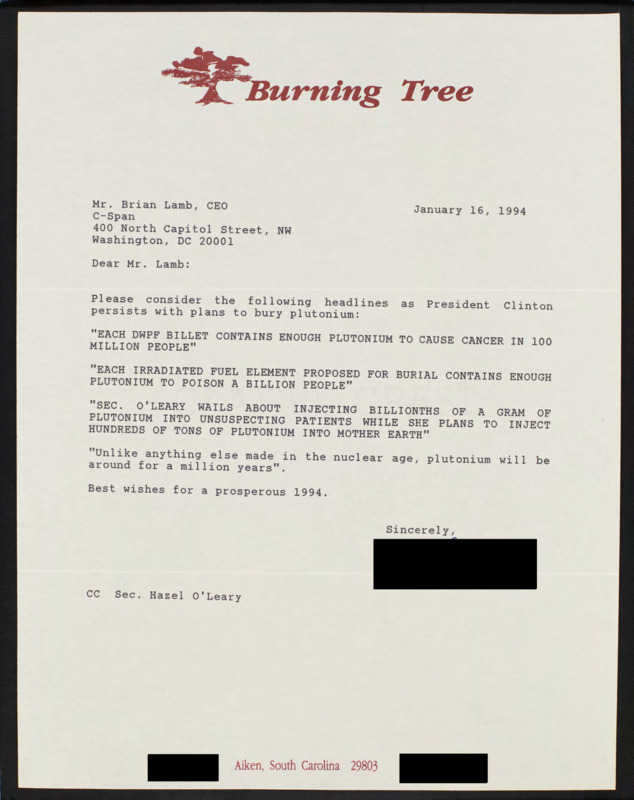 Burning Tree
Mr. Brian Lamb, CEO
January 16, 1994
C-Span
400 North Capitol Street, NW
Washington, DC 20001
Dear Mr. Lamb:
Please consider the following headlines as President Clinton
persists with plans to bury plutonium:
"EACH DWPF BILLET CONTAINS ENOUGH PLUTONIUM TO CAUSE CANCER IN 100
MILLION PEOPLE"
"EACH IRRADIATED FUEL ELEMENT PROPOSED FOR BURIAL CONTAINS ENOUGH
PLUTONIUM TO POISON A BILLION PEOPLE"
"SEC. O'LEARY WAILS ABOUT INJECTING BILLIONTHS OF A GRAM OF
PLUTONIUM INTO UNSUSPECTING PATIENTS WHILE SHE PLANS TO INJECT
HUNDREDS OF TONS OF PLUTONIUM INTO MOTHER EARTH"
"Unlike anything else made in the nuclear age, plutonium will be
around for a million years".
Best wishes for a prosperous 1994.
Sincerely,
CC Sec. Hazel O'Leary
Aiken, South Carolina 29803